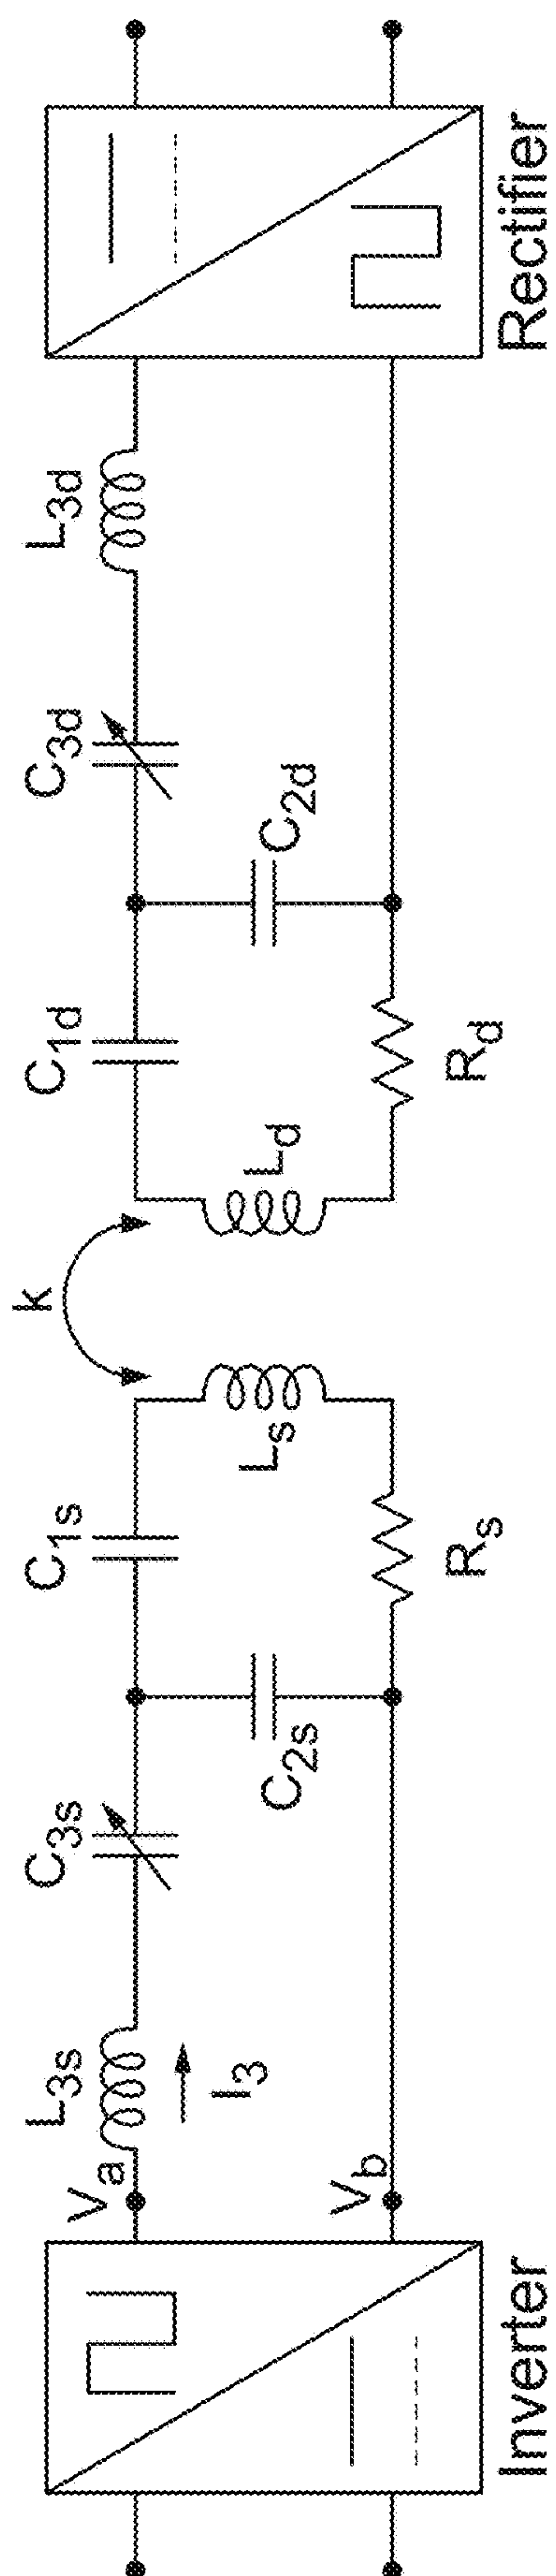 Inverter
Va
Vb
L3s
I3
C3s
C2s
C1s
Ls
Rs
k
Ld
Rd
C1d
C2d
C3d
L3d
Rectifier